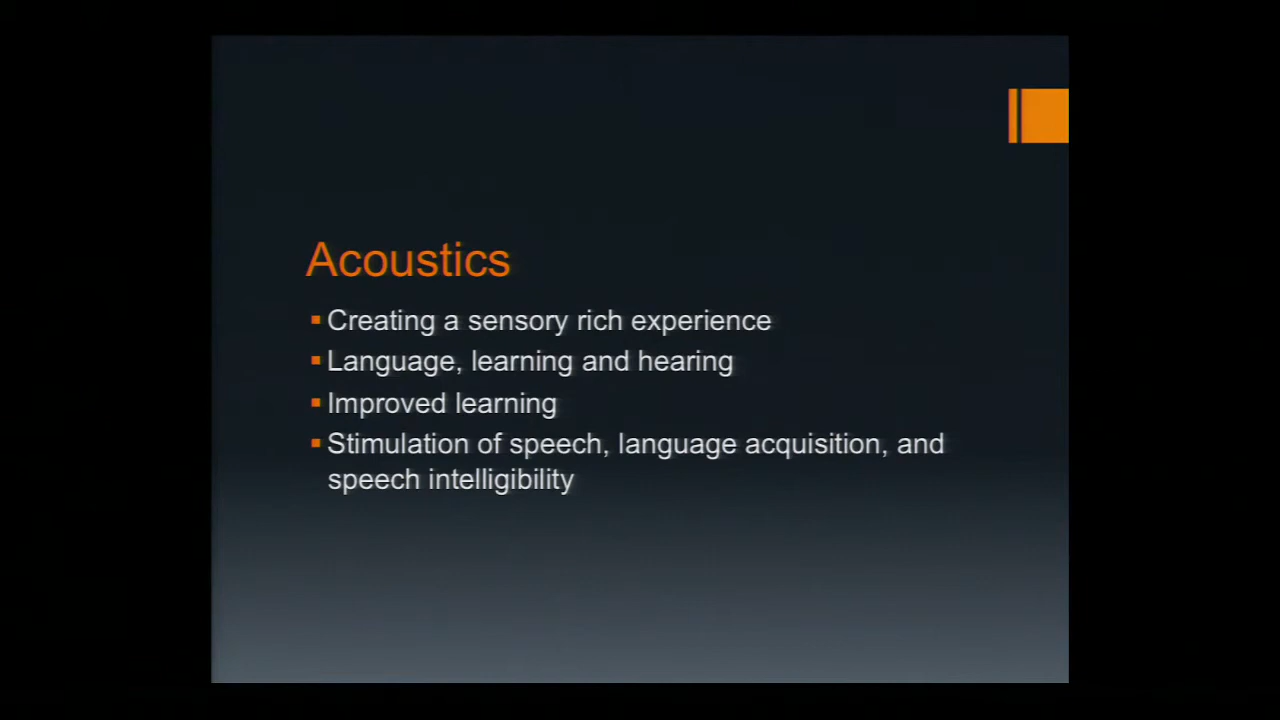 Acoustics
Creating a sensory rich experience
Language, learning and hearing
Improved learning
Stimulation of speech, language acquisition, and
speech intelligibility